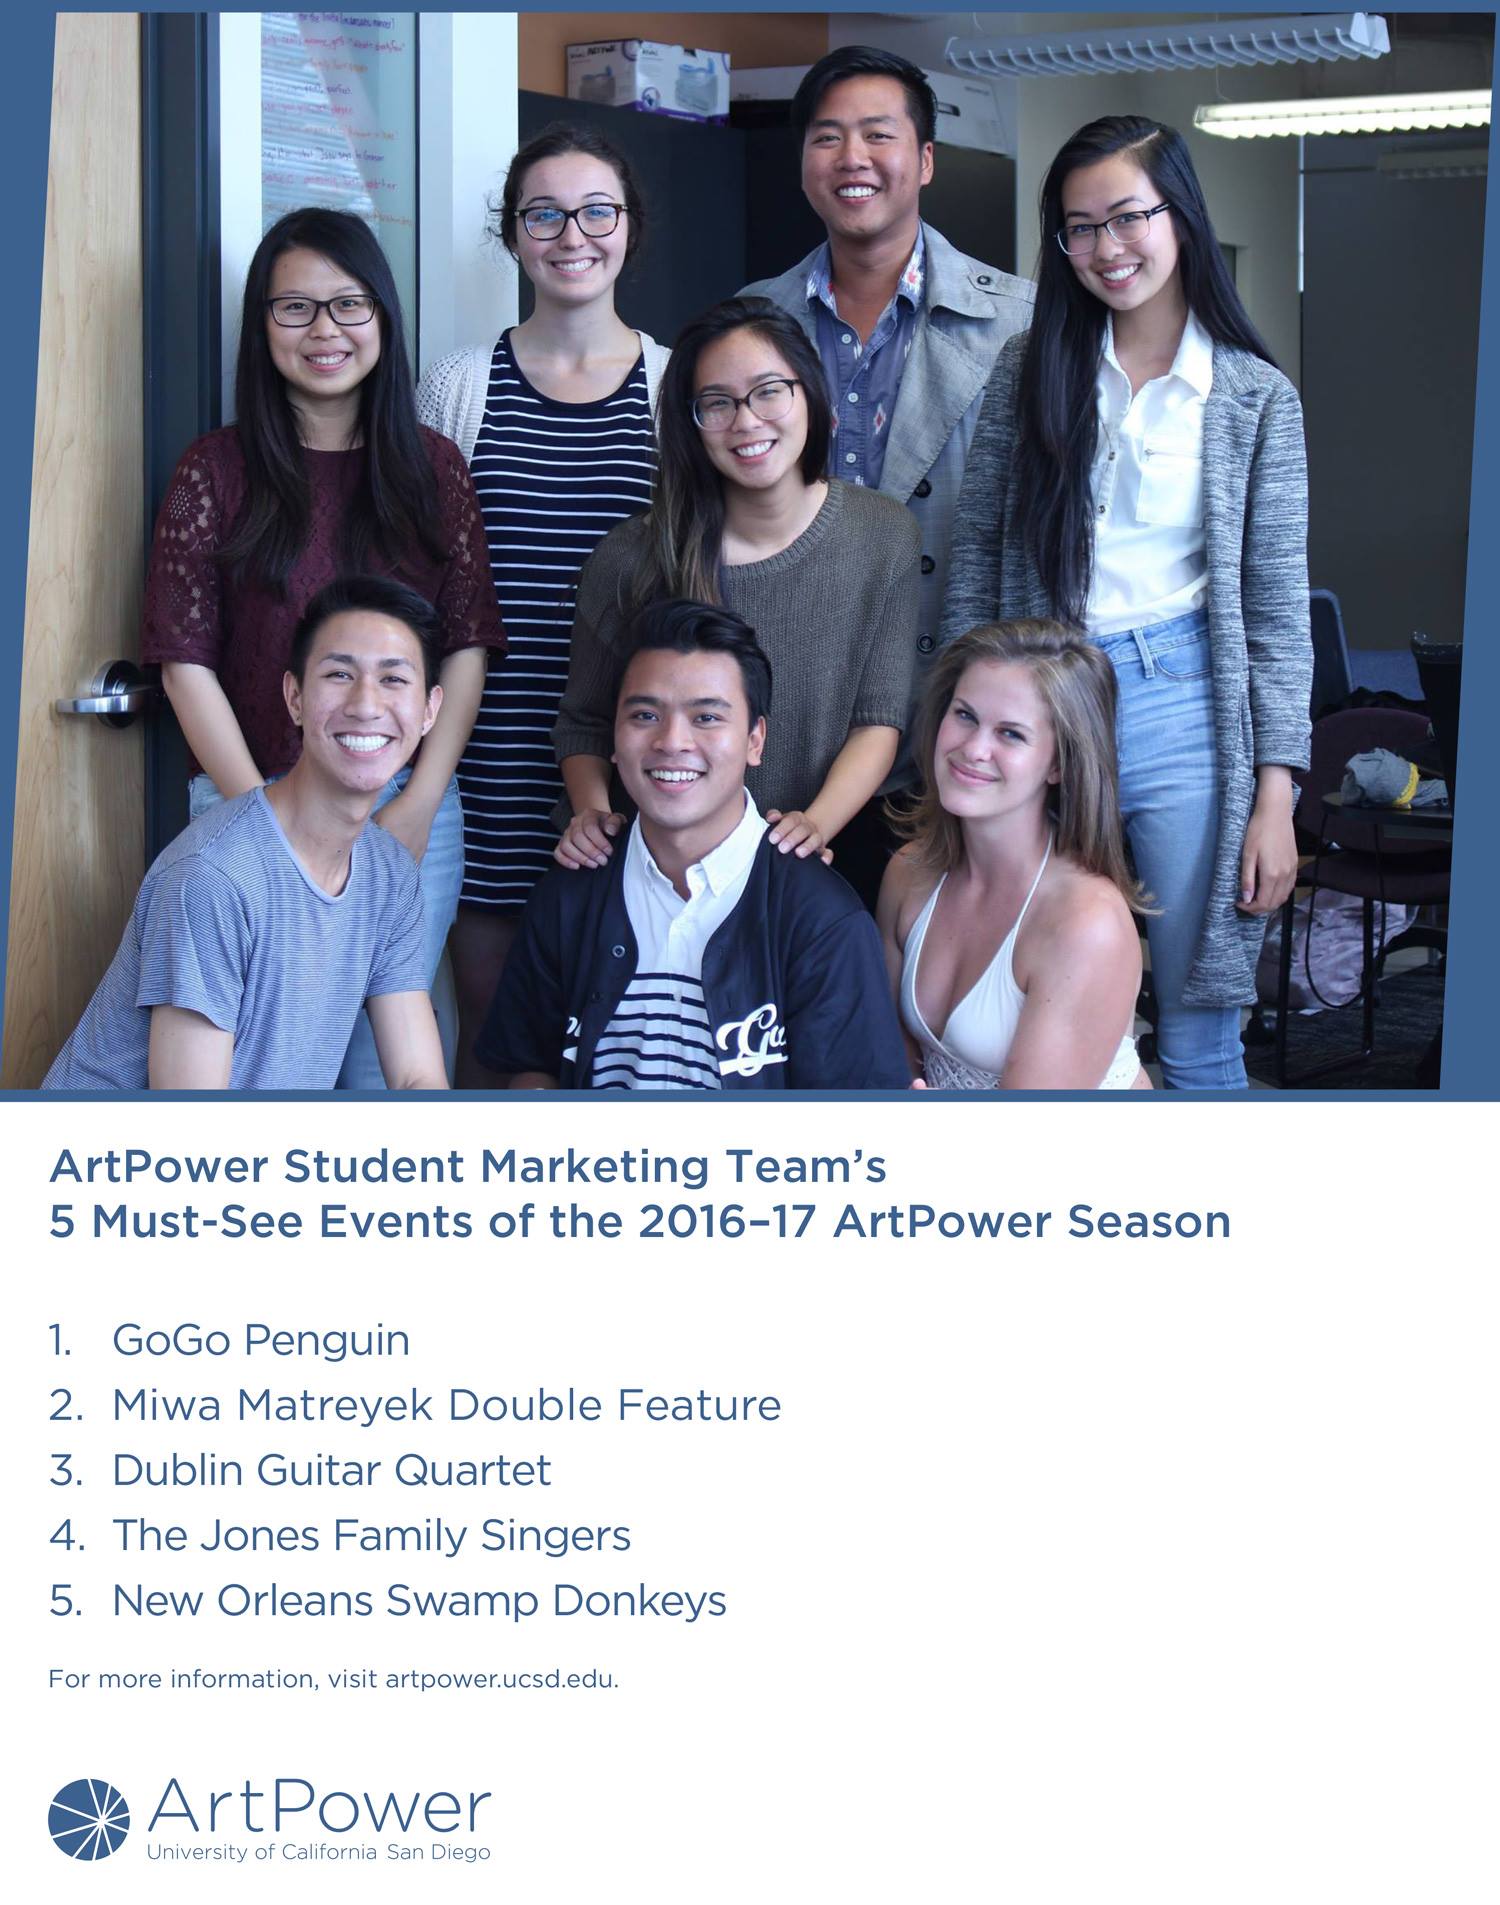 ArtPower Student Marketing Team's
5 Must-See Events of the 2016–17 ArtPower Season
1. GoGo Penguin
2. Miwa Matreyek Double Feature
3. Dublin Guitar Quartet
4. The Jones Family Singers
5. New Orleans Swamp Donkeys
For more information, visit artpower.ucsd.edu.
ArtPower
University of California San Diego